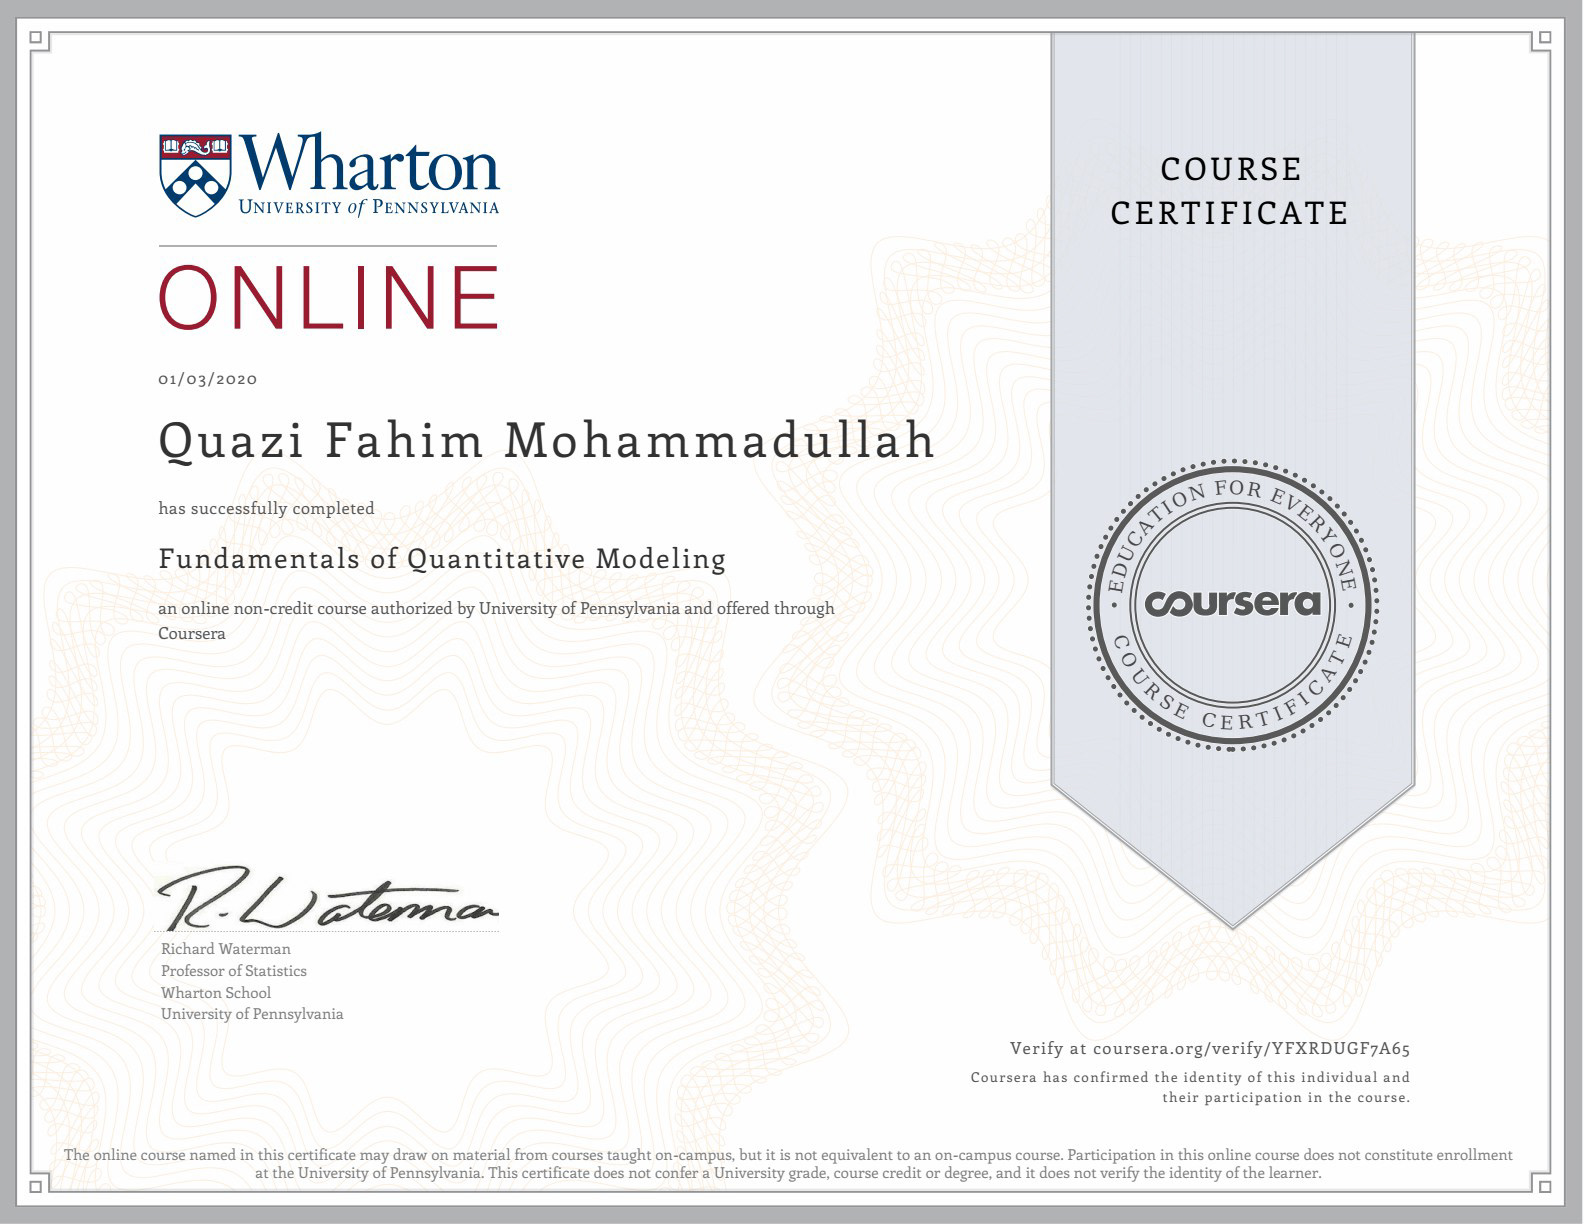 Wharton
UNIVERSITY of PENNSYLVANIA
ONLINE
01/03/2020
Quazi Fahim Mohammadullah
has successfully completed
Fundamentals of Quantitative Modeling
an online non-credit course authorized by University of Pennsylvania and offered through
Coursera
R. Waterman
Richard Waterman
Professor of Statistics
Wharton School
University of Pennsylvania
COURSE
CERTIFICATE
EDUCATION FOR EVERYONE
coursera
COURSE CERTIFICATE
Verify at coursera.org/verify/YFXRDUGF7A65
Coursera has confirmed the identity of this individual and
their participation in the course.
The online course named in this certificate may draw on material from courses taught on-campus, but it is not equivalent to an on-campus course. Participation in this online course does not constitute enrollment
at the University of Pennsylvania. This certificate does not confer a University grade, course credit or degree, and it does not verify the identity of the learner.